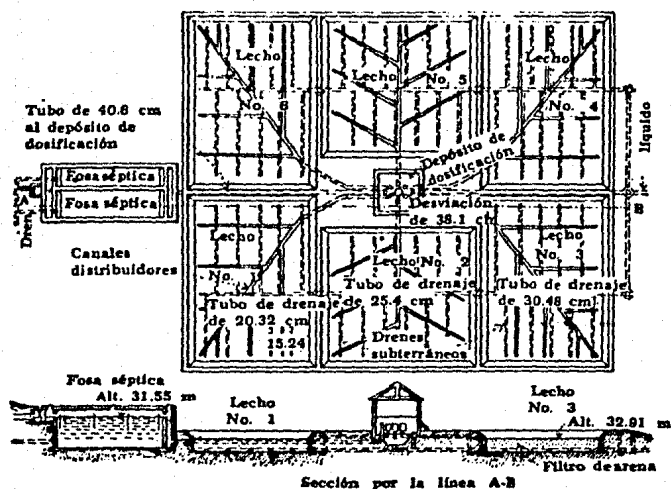 Lecho
No. 6
Lecho
No. 5
Lecho
No. 4
Tubo de 40.6 cm
al depósito de
dosificación
Fosa séptica
Fosa séptica
A
Dren
líquido
Depósito de
dosificación
Desviación
de 38.1 cm
B
Canales
distribuidores
Lecho
No. 1
Lecho No. 2
Lecho
No. 3
Tubo de drenaje
de 20.32 cm
15.24
Tubo de drenaje
de 25.4 cm
Tubo de drenaje
de 30.48 cm
Drenes
subterráneos
Fosa séptica
Alt. 31.55 m
Lecho
No. 1
Lecho
No. 3
Alt. 32.91 m
Filtro de arena
Sección por la línea A-B